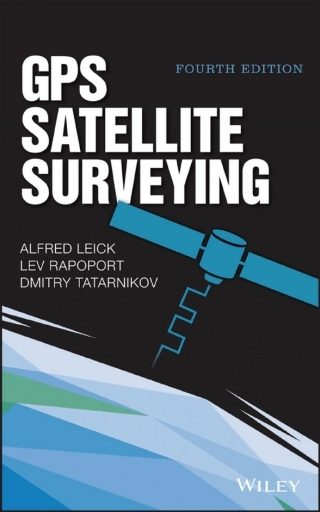 FOURTH EDITION
GPS
SATELLITE
SURVEYING
ALFRED LEICK
LEV RAPOPORT
DMITRY TATARNIKOV
WILEY